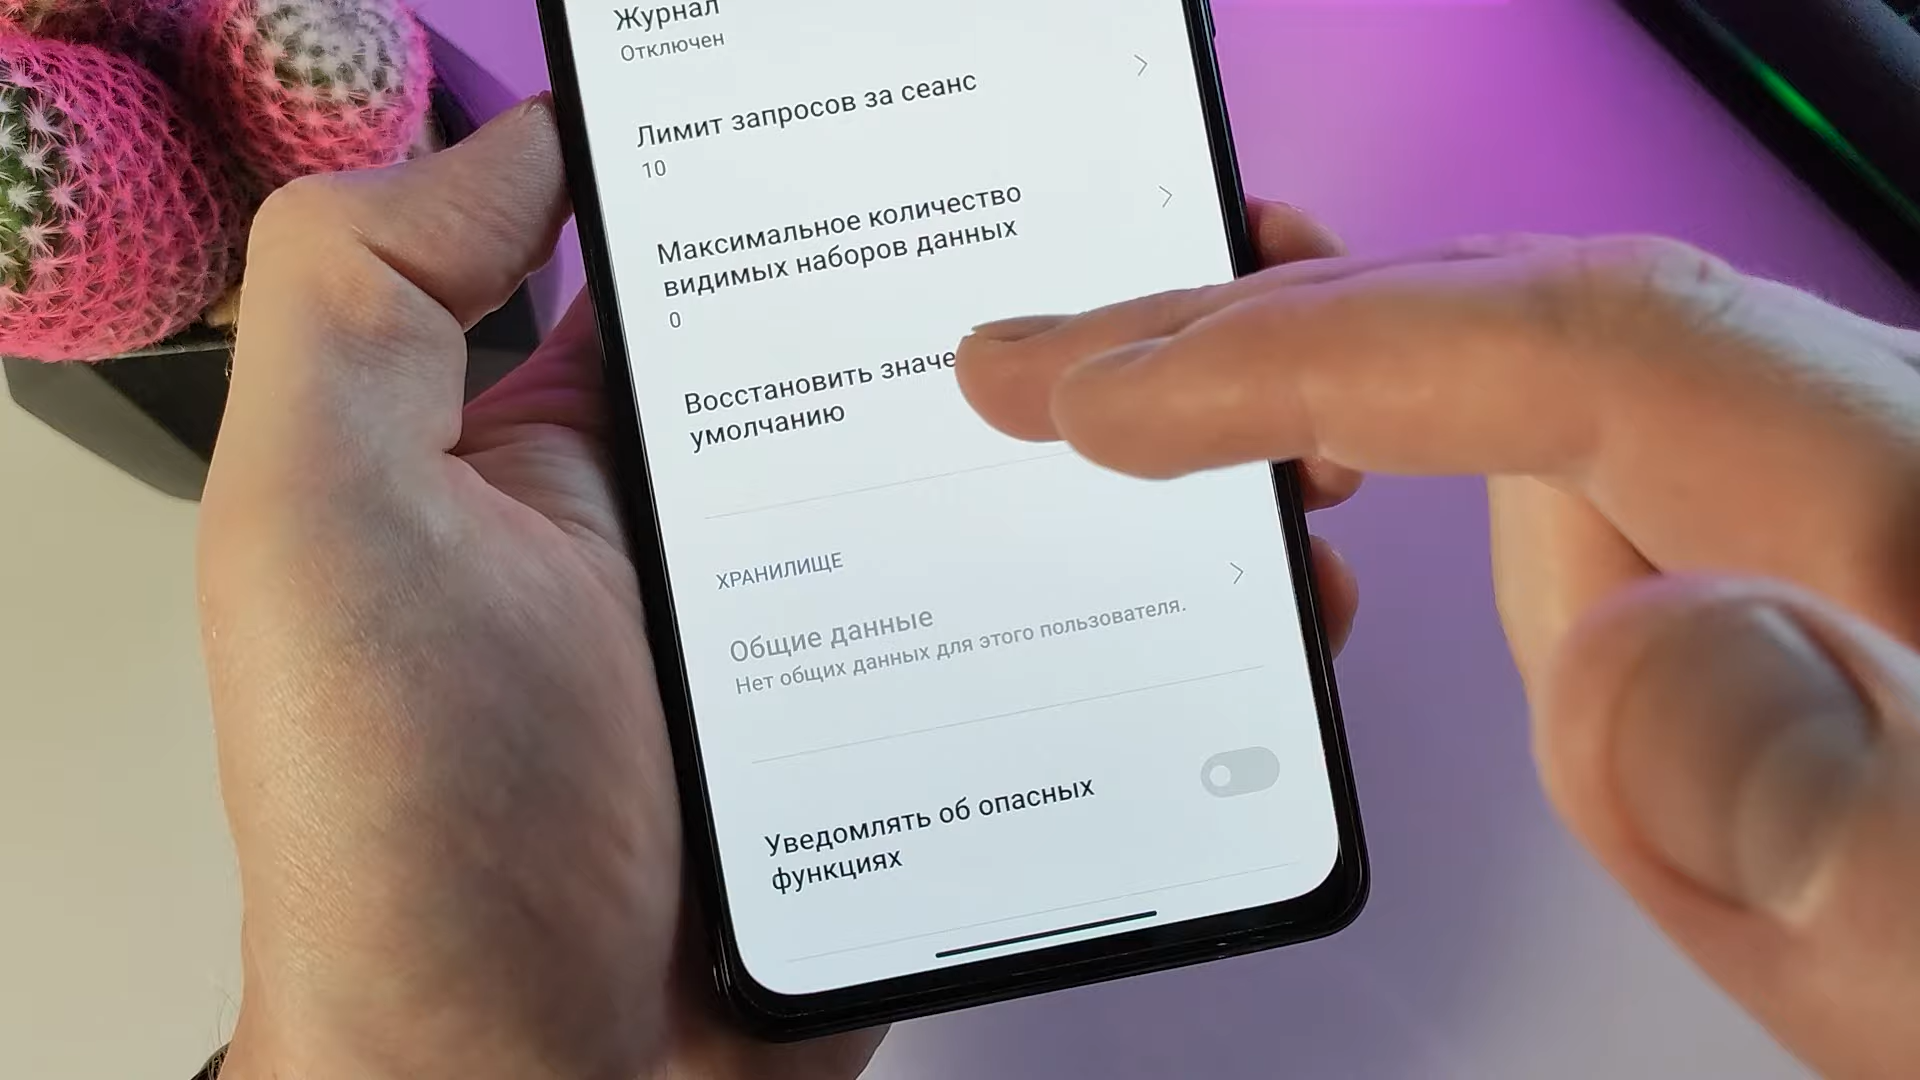 Журнал
Отключен
Лимит запросов за сеанс
10
Максимальное количество
видимых наборов данных
0
Восстановить
умолчанию
ХРАНИЛИЩЕ
Общие данные
Нет общих данных для этого пользователя.
Уведомлять об опасных
функциях